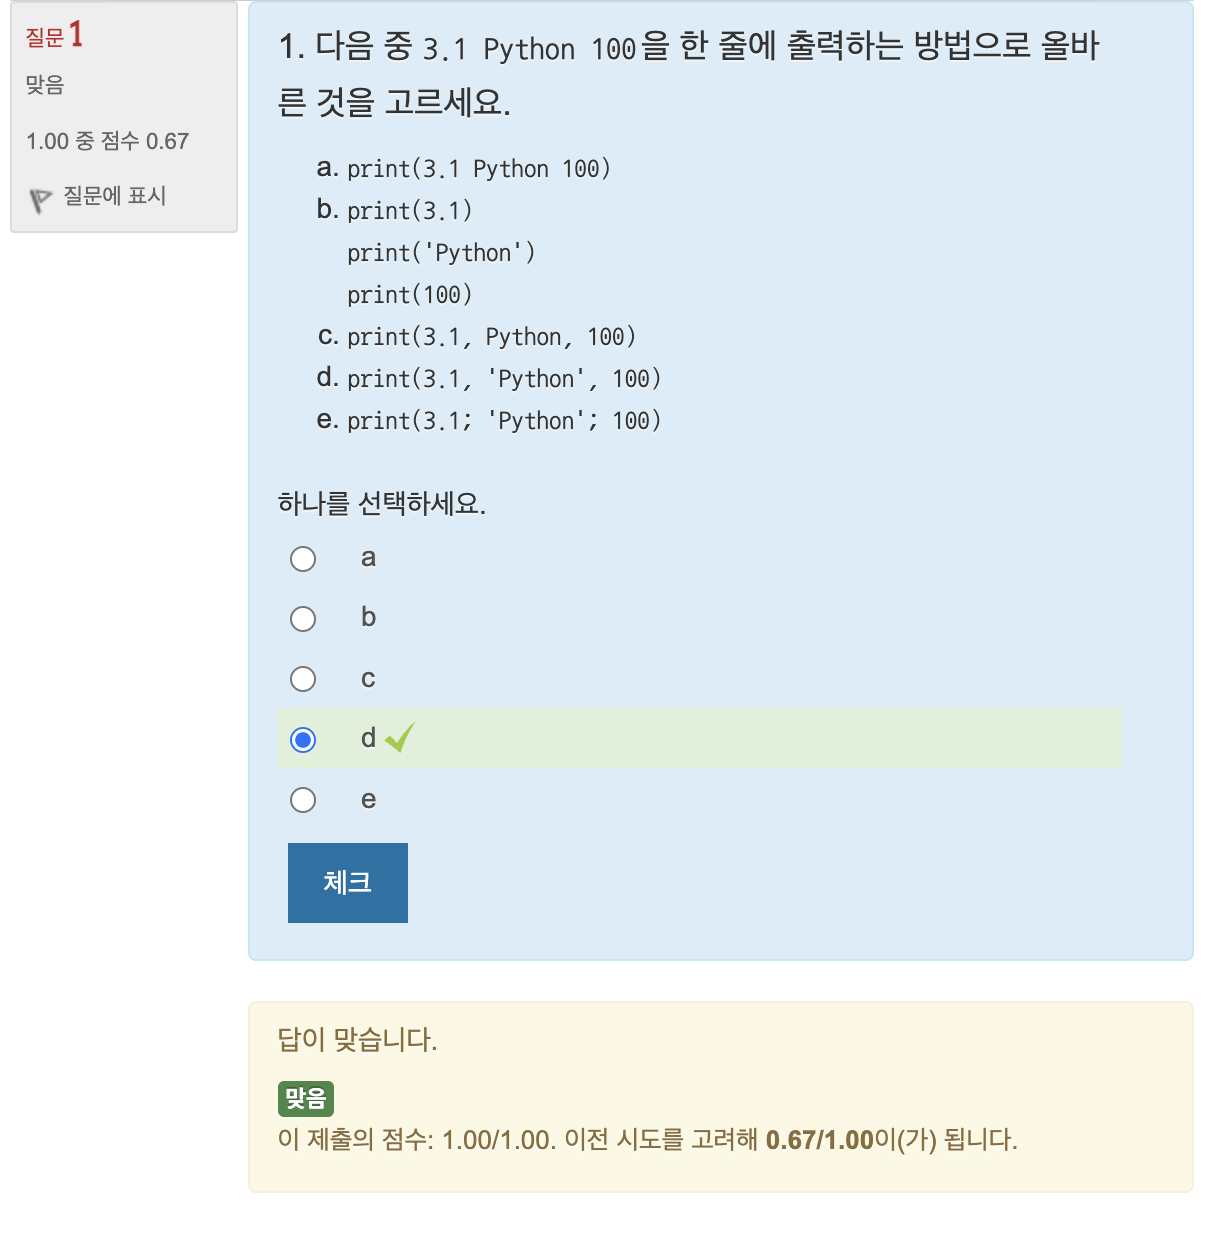 질문 1
맞음
1.00 중 점수 0.67
질문에 표시
1. 다음 중 3.1 Python 100을 한 줄에 출력하는 방법으로 올바
른 것을 고르세요.
a. print(3.1 Python 100)
b. print(3.1)
print('Python')
print(100)
c. print(3.1, Python, 100)
d. print(3.1, 'Python', 100)
e. print(3.1; 'Python'; 100)
하나를 선택하세요.
a
b
c
d
e
체크
답이 맞습니다.
맞음
이 제출의 점수: 1.00/1.00. 이전 시도를 고려해 0.67/1.00이(가) 됩니다.